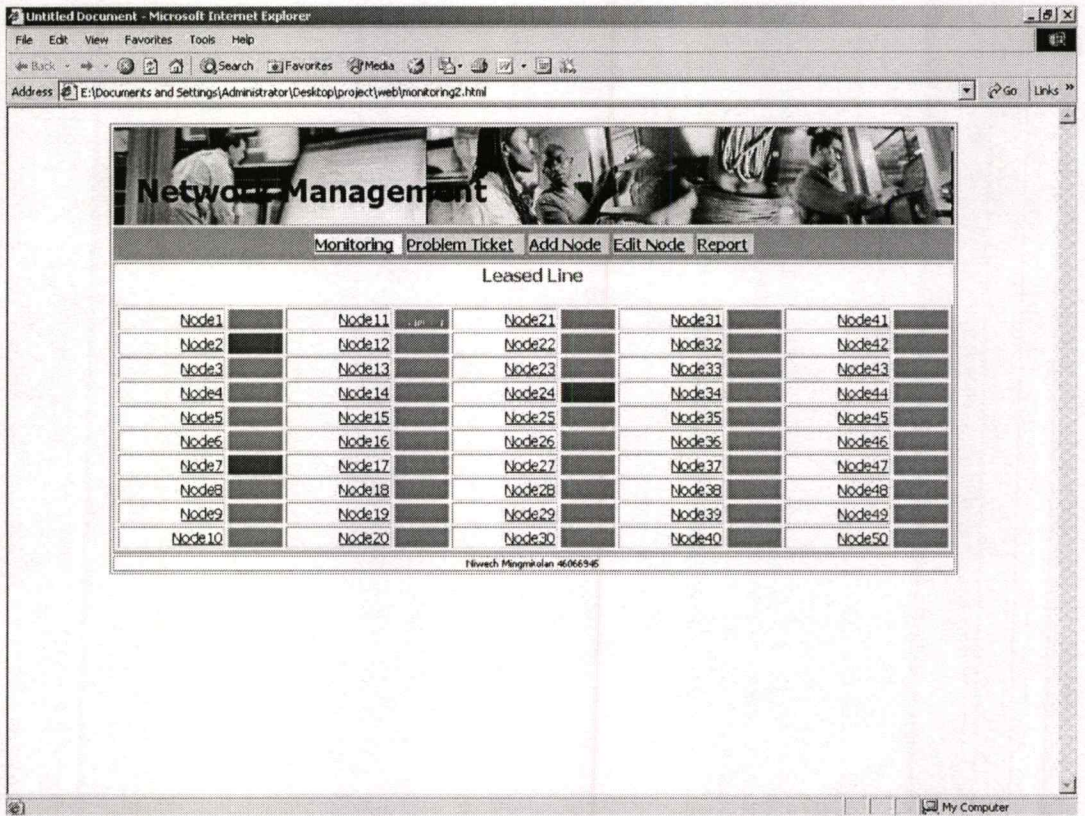 Untitled Document - Microsoft Internet Explorer
File Edit View Favorites Tools Help
Back Search Favorites Media
Address E:\Documents and Settings\Administrator\Desktop\project\web\monitoring2.html Go Links »
Network Management
Monitoring Problem Ticket Add Node Edit Node Report
Leased Line
Node1 Node11 Node21 Node31 Node41
Node2 Node12 Node22 Node32 Node42
Node3 Node13 Node23 Node33 Node43
Node4 Node14 Node24 Node34 Node44
Node5 Node15 Node25 Node35 Node45
Node6 Node16 Node26 Node36 Node46
Node7 Node17 Node27 Node37 Node47
Node8 Node18 Node28 Node38 Node48
Node9 Node19 Node29 Node39 Node49
Node10 Node20 Node30 Node40 Node50
Niwech Mingmkolan 46066945
My Computer